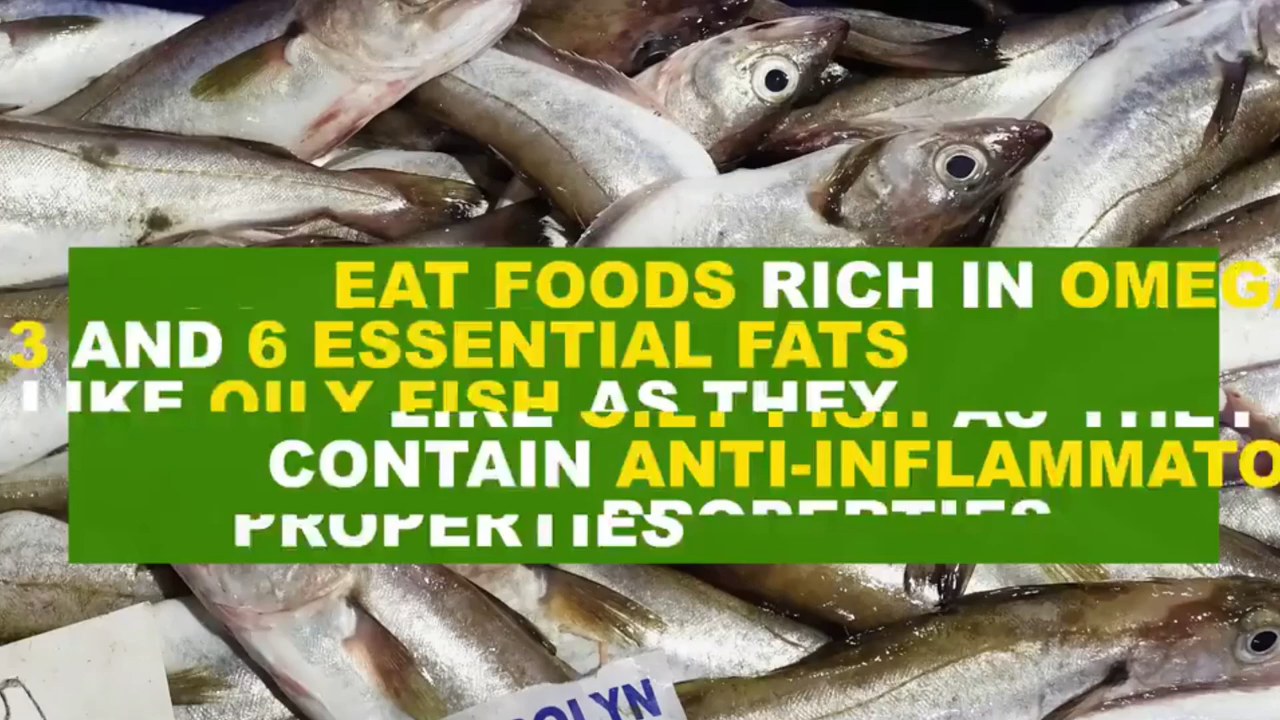 EAT FOODS RICH IN OMEG
3 AND 6 ESSENTIAL FATS
LIKE OILY FISH AS THEY
CONTAIN ANTI-INFLAMMATO
PROPERTIES
OLYN